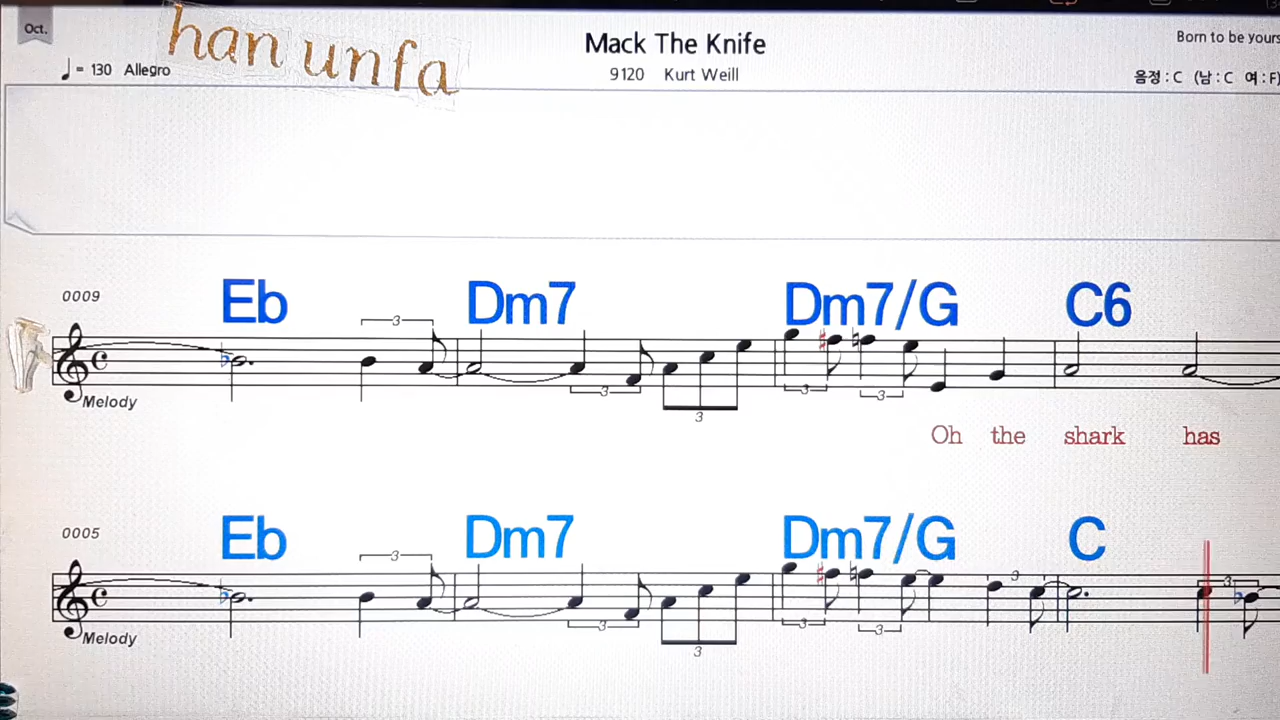 Oct.
han unfa
Mack The Knife
Born to be yours
♩ = 130 Allegro
9120 Kurt Weill
음정 : C (남 : C 여 : F)
0009
Eb Dm7 Dm7/G C6
3 3 3 3 3
Melody
Oh the shark has
0005
Eb Dm7 Dm7/G C
3 3 3 3 3 3 3
Melody